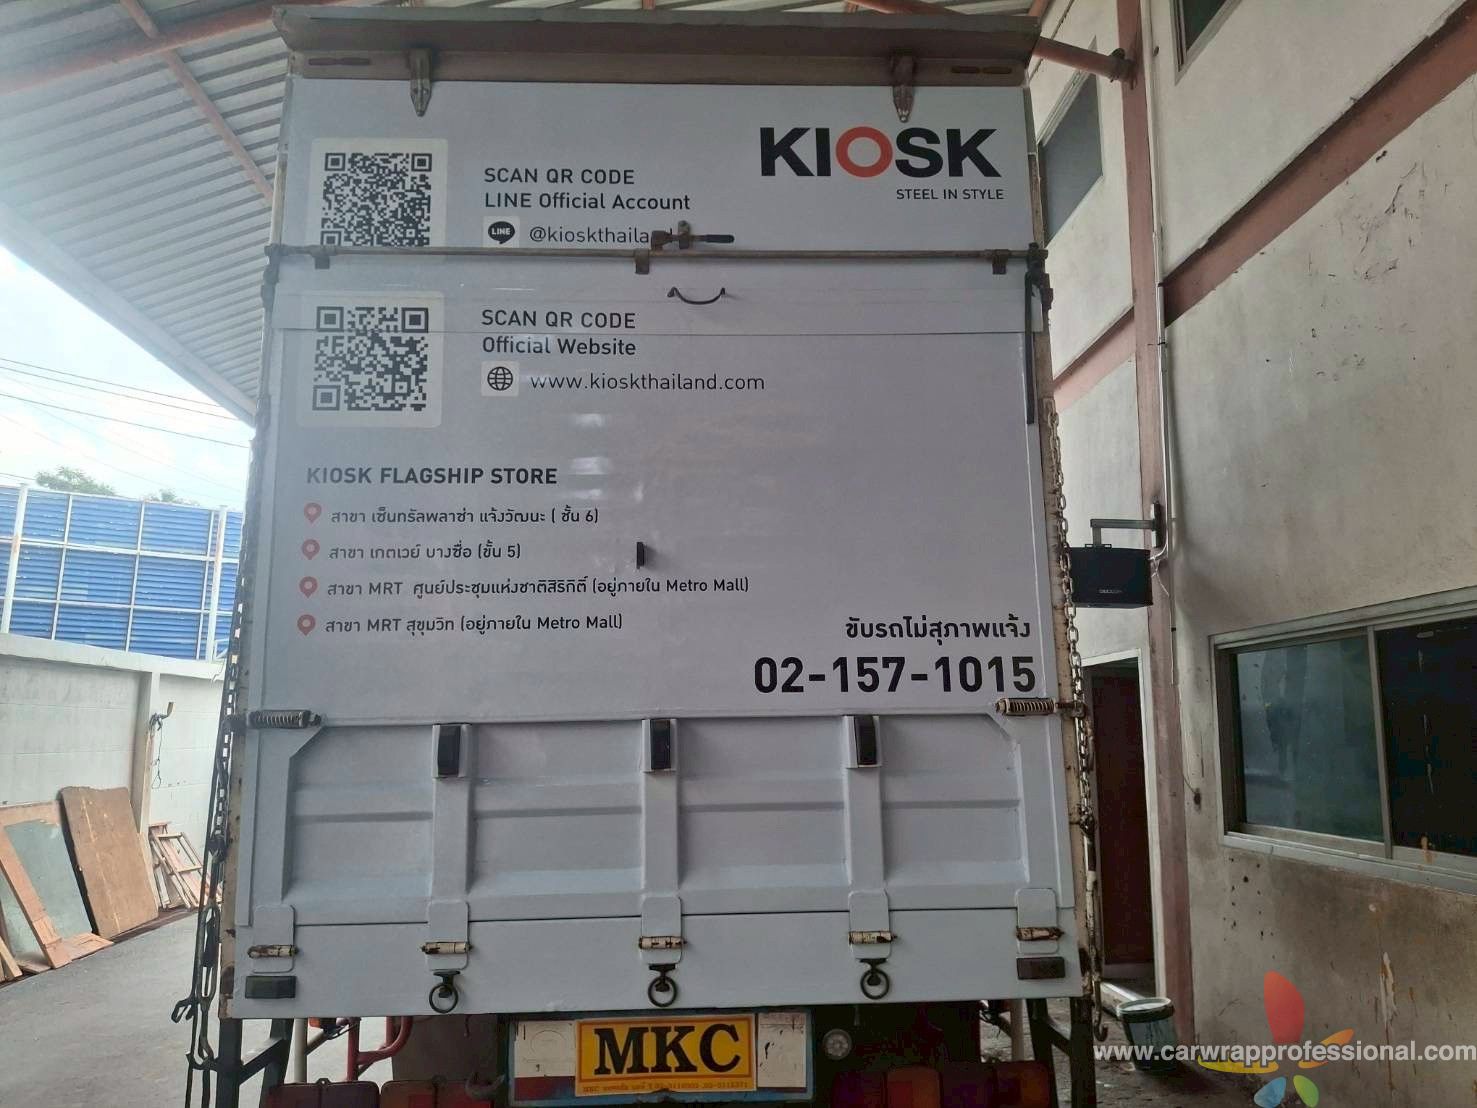 KIOSK
STEEL IN STYLE
SCAN QR CODE
LINE Official Account
LINE @kioskthaila
SCAN QR CODE
Official Website
www.kioskthailand.com
KIOSK FLAGSHIP STORE
สาขา เซ็นทรัลพลาซ่า แจ้งวัฒนะ ( ชั้น 6)
สาขา เกตเวย์ บางซื่อ (ชั้น 5)
สาขา MRT ศูนย์ประชุมแห่งชาติสิริกิติ์ (อยู่ภายใน Metro Mall)
สาขา MRT สุขุมวิท (อยู่ภายใน Metro Mall)
ขับรถไม่สุภาพแจ้ง
02-157-1015
MKC
www.carwrapprofessional.com